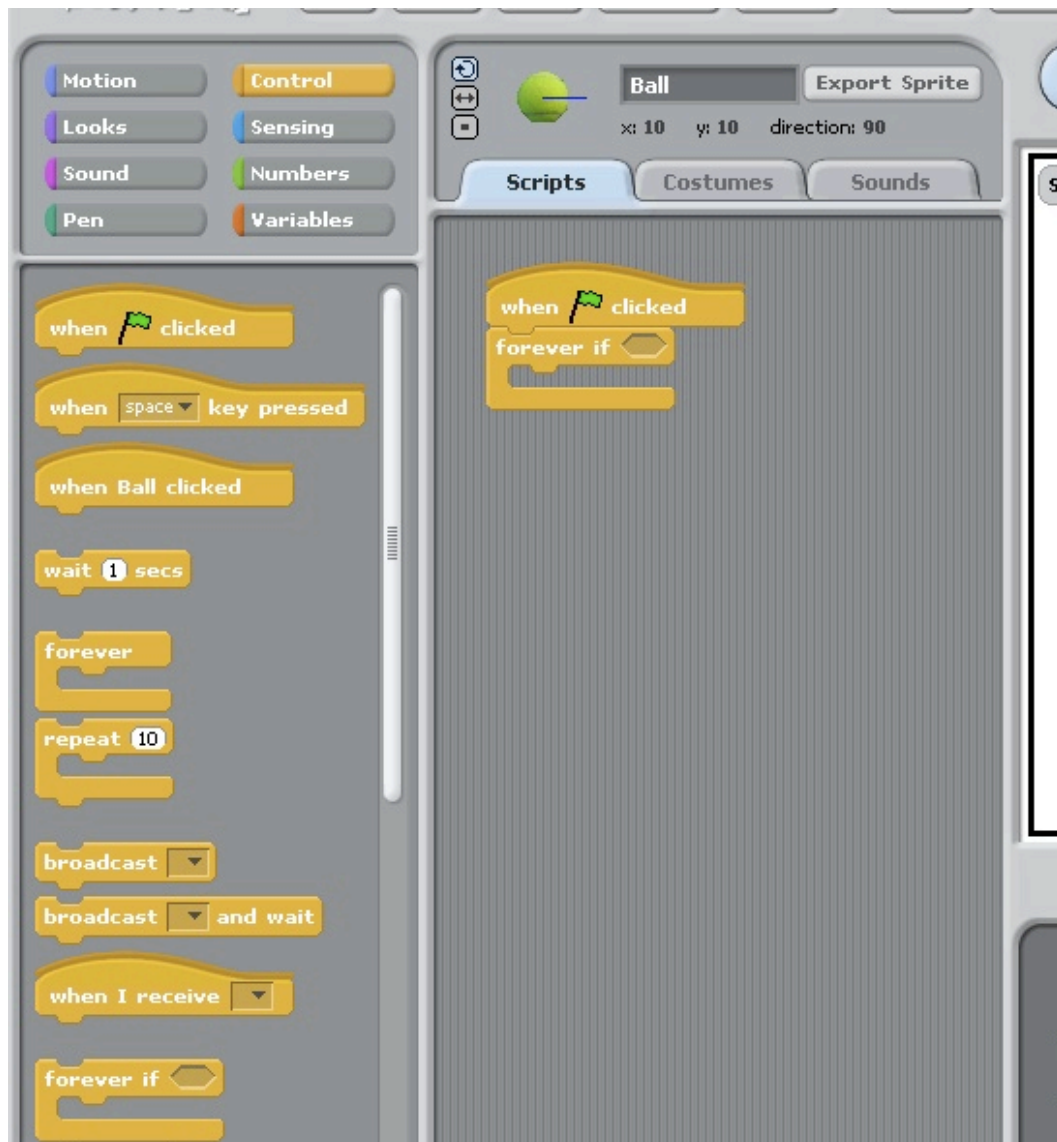 Motion Control
Looks Sensing
Sound Numbers
Pen Variables
when clicked
when space key pressed
when Ball clicked
wait 1 secs
forever
repeat 10
broadcast
broadcast and wait
when I receive
forever if
Ball Export Sprite
x: 10 y: 10 direction: 90
Scripts Costumes Sounds
when clicked
forever if